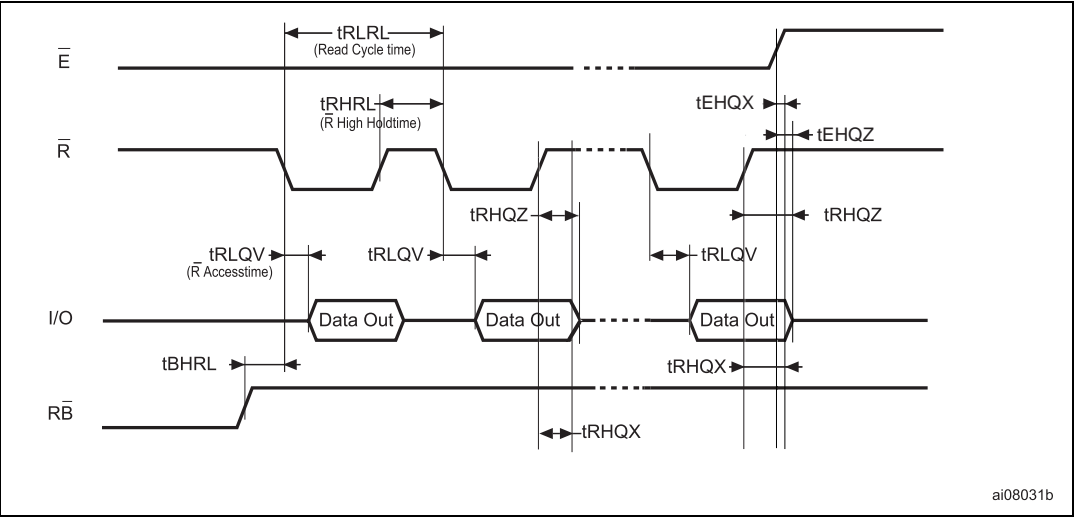 tRLRL
(Read Cycle time)
E̅
tRHRL
(R̅ High Holdtime)
tEHQX
tEHQZ
R̅
tRHQZ
tRHQZ
tRLQV
(R̅ Accesstime)
tRLQV
tRLQV
I/O
Data Out
Data Out
Data Out
tBHRL
tRHQX
RB̅
tRHQX
ai08031b